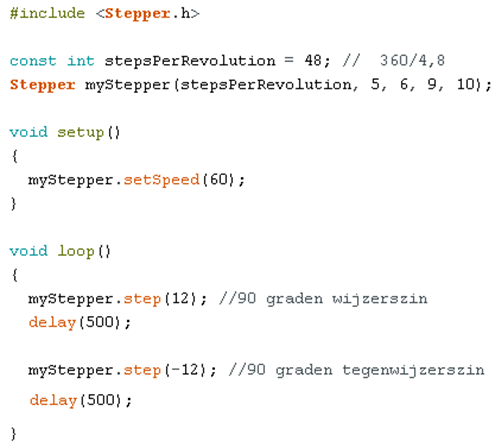 #include <Stepper.h>
const int stepsPerRevolution = 48; //  360/4,8
Stepper myStepper(stepsPerRevolution, 5, 6, 9, 10);
void setup()
{
  myStepper.setSpeed(60);
}
void loop()
{
  myStepper.step(12); //90 graden wijzerszin
  delay(500);
  myStepper.step(-12); //90 graden tegenwijzerszin
  delay(500);
}